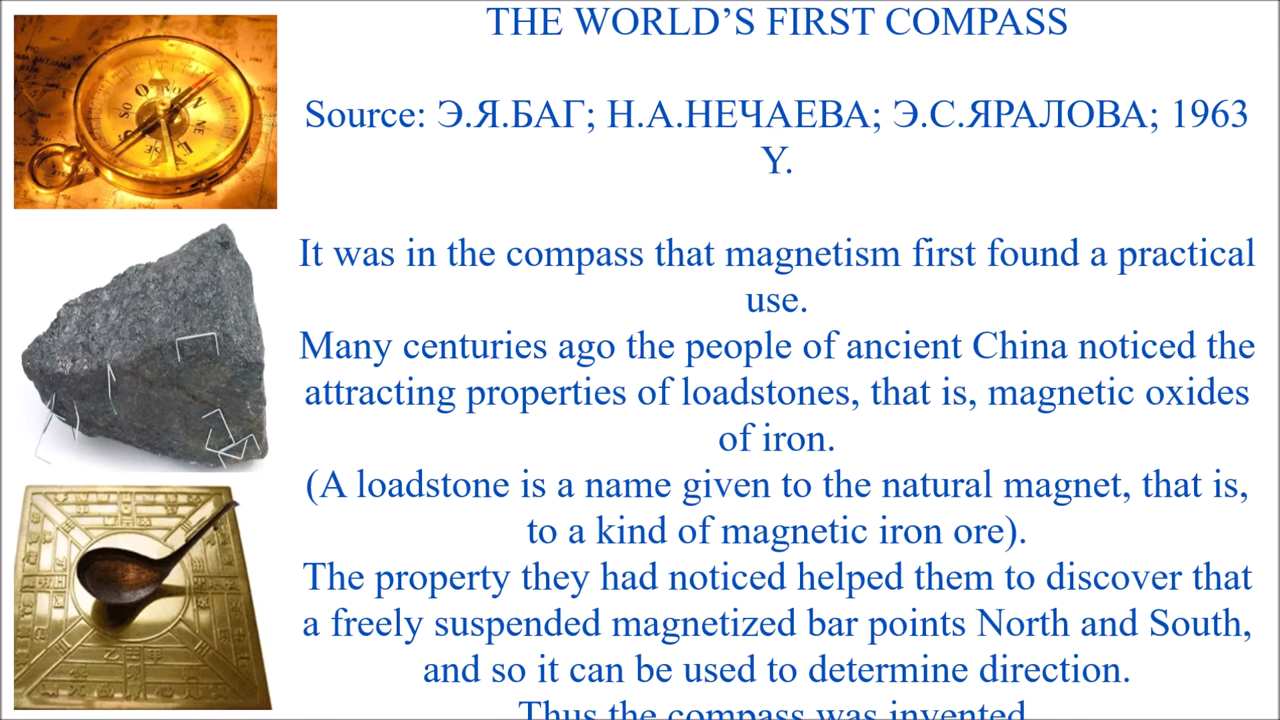 THE WORLD’S FIRST COMPASS
Source: Э.Я.БАГ; Н.А.НЕЧАЕВА; Э.С.ЯРАЛОВА; 1963
Y.
It was in the compass that magnetism first found a practical
use.
Many centuries ago the people of ancient China noticed the
attracting properties of loadstones, that is, magnetic oxides
of iron.
(A loadstone is a name given to the natural magnet, that is,
to a kind of magnetic iron ore).
The property they had noticed helped them to discover that
a freely suspended magnetized bar points North and South,
and so it can be used to determine direction.
Thus the compass was invented